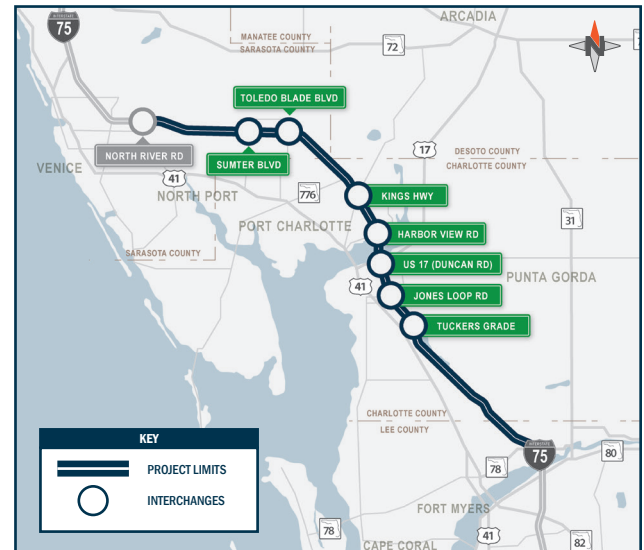 INTERSTATE
75
ARCADIA
MANATEE COUNTY
SARASOTA COUNTY
72
N
TOLEDO BLADE BLVD
NORTH RIVER RD
SUMTER BLVD
17
DESOTO COUNTY
CHARLOTTE COUNTY
VENICE
41
NORTH PORT
776
KINGS HWY
PORT CHARLOTTE
HARBOR VIEW RD
31
SARASOTA COUNTY
US 17 (DUNCAN RD)
PUNTA GORDA
41
JONES LOOP RD
TUCKERS GRADE
CHARLOTTE COUNTY
LEE COUNTY
KEY
PROJECT LIMITS
INTERCHANGES
INTERSTATE
75
80
78
FORT MYERS
78
41
82
CAPE CORAL